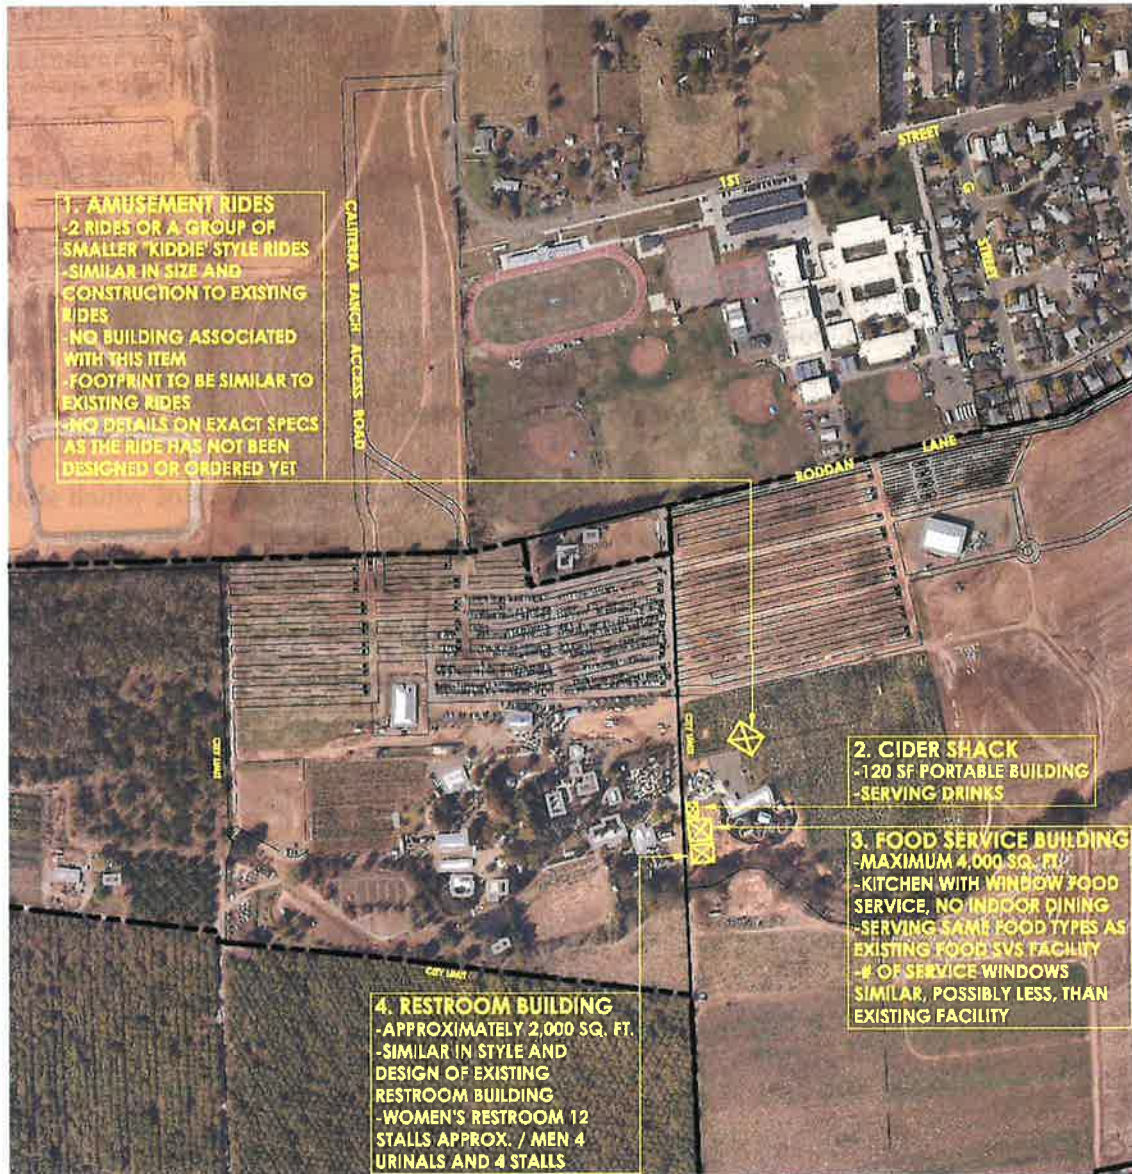 1. AMUSEMENT RIDES
-2 RIDES OR A GROUP OF
SMALLER "KIDDIE' STYLE RIDES
-SIMILAR IN SIZE AND
CONSTRUCTION TO EXISTING
RIDES
-NO BUILDING ASSOCIATED
WITH THIS ITEM
-FOOTPRINT TO BE SIMILAR TO
EXISTING RIDES
-NO DETAILS ON EXACT SPECS
AS THE RIDE HAS NOT BEEN
DESIGNED OR ORDERED YET
CALITERRA RANCH ACCESS ROAD
1ST
STREET
G
STREET
RODDAN
LANE
CITY LIMIT
CITY LIMIT
2. CIDER SHACK
-120 SF PORTABLE BUILDING
-SERVING DRINKS
3. FOOD SERVICE BUILDING
-MAXIMUM 4,000 SQ. FT.
-KITCHEN WITH WINDOW FOOD
SERVICE, NO INDOOR DINING
-SERVING SAME FOOD TYPES AS
EXISTING FOOD SVS FACILITY
-# OF SERVICE WINDOWS
SIMILAR, POSSIBLY LESS, THAN
EXISTING FACILITY
CITY LIMIT
4. RESTROOM BUILDING
-APPROXIMATELY 2,000 SQ. FT.
-SIMILAR IN STYLE AND
DESIGN OF EXISTING
RESTROOM BUILDING
-WOMEN'S RESTROOM 12
STALLS APPROX. / MEN 4
URINALS AND 4 STALLS